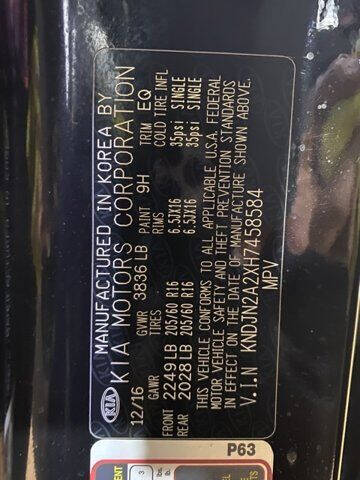 MANUFACTURED IN KOREA BY
KIA KIA MOTORS CORPORATION
12/16 GVWR 3836 LB PAINT 9H TRIM EQ
GAWR TIRES RIMS COLD TIRE INFL
FRONT 2249 LB 205/60 R16 6.5JX16 35psi SINGLE
REAR 2028 LB 205/60 R16 6.5JX16 35psi SINGLE
THIS VEHICLE CONFORMS TO ALL APPLICABLE U.S.A. FEDERAL
MOTOR VEHICLE SAFETY AND THEFT PREVENTION STANDARDS
IN EFFECT ON THE DATE OF MANUFACTURE SHOWN ABOVE.
V.I.N KNDJN2A2XH7458584
MPV
P63